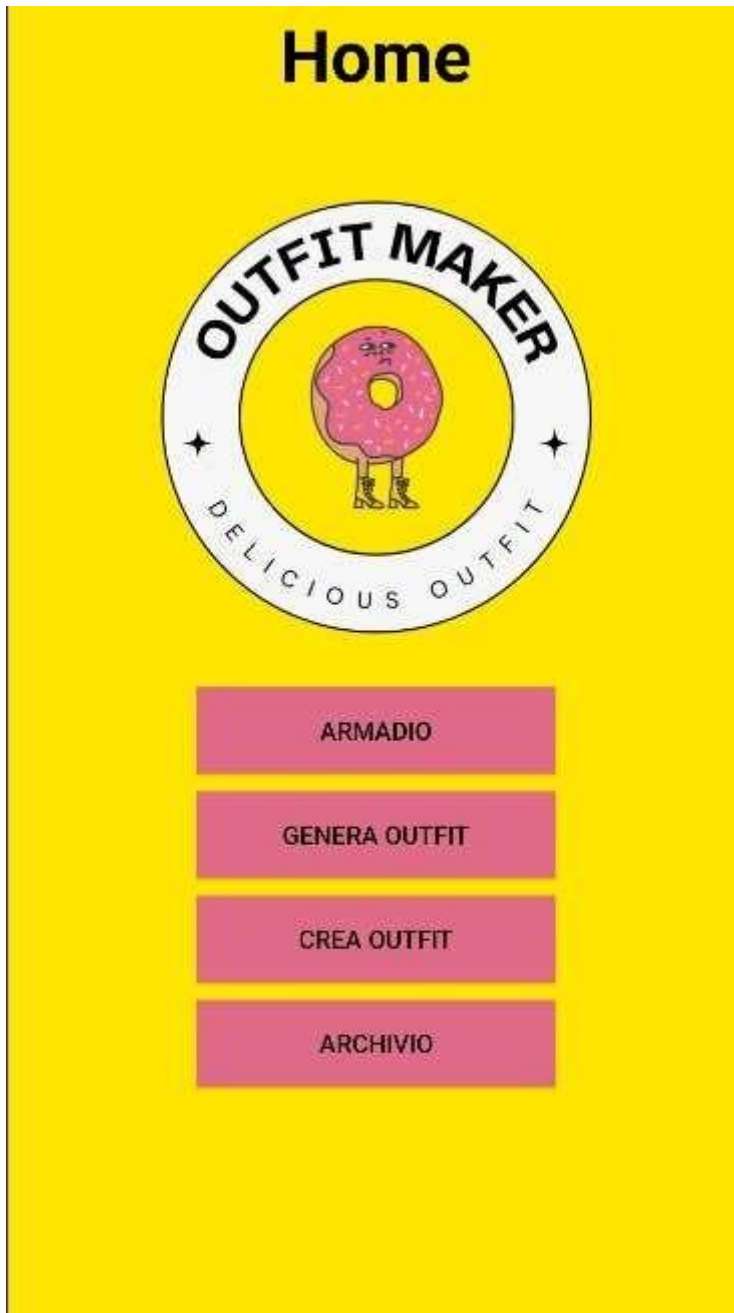 Home
OUTFIT MAKER
DELICIOUS OUTFIT
ARMADIO
GENERA OUTFIT
CREA OUTFIT
ARCHIVIO